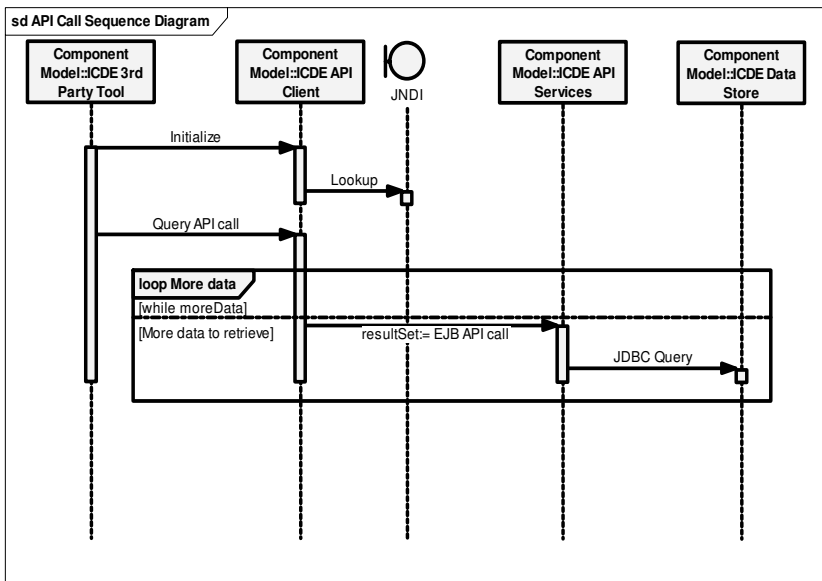 sd API Call Sequence Diagram
Component
Model::ICDE 3rd
Party Tool
Component
Model::ICDE API
Client
JNDI
Component
Model::ICDE API
Services
Component
Model::ICDE Data
Store
Initialize
Lookup
Query API call
loop More data
[while moreData]
[More data to retrieve]
resultSet:= EJB API call
JDBC Query